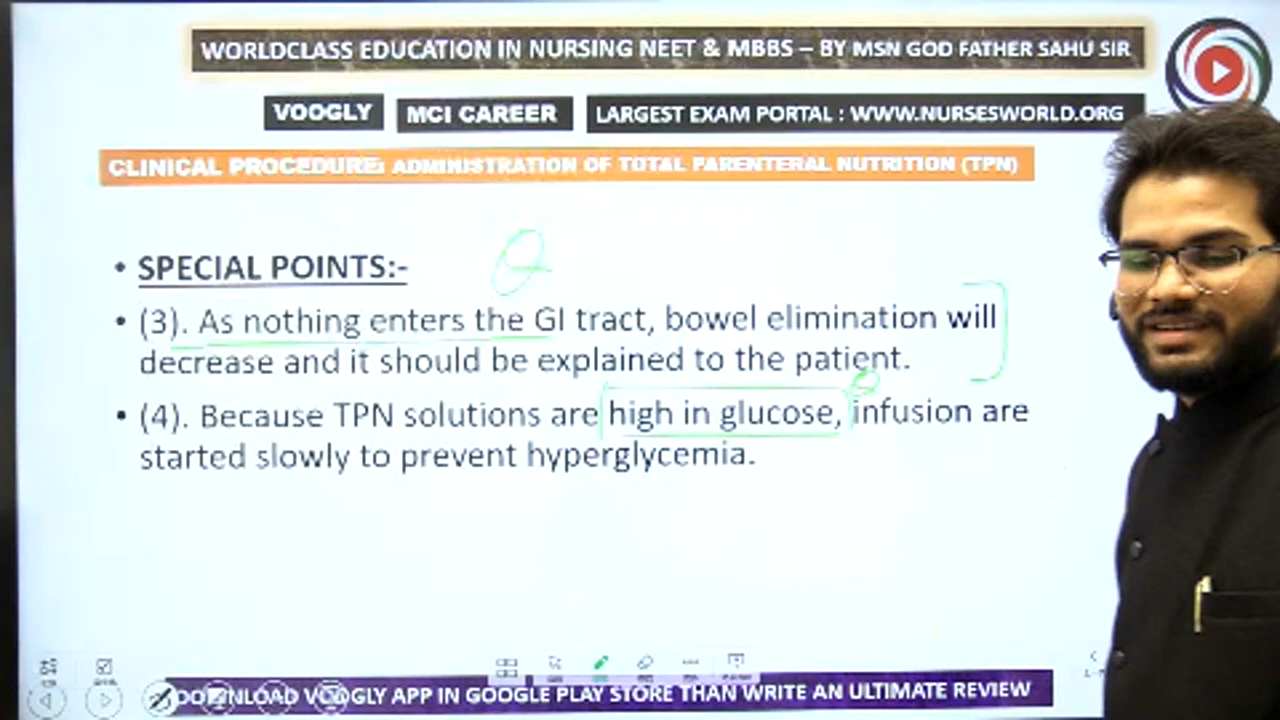 WORLDCLASS EDUCATION IN NURSING NEET & MBBS – BY MSN GOD FATHER SAHU SIR
VOOGLY MCI CAREER LARGEST EXAM PORTAL : WWW.NURSESWORLD.ORG
CLINICAL PROCEDURE: ADMINISTRATION OF TOTAL PARENTERAL NUTRITION (TPN)
• SPECIAL POINTS:-
• (3). As nothing enters the GI tract, bowel elimination will
decrease and it should be explained to the patient.
• (4). Because TPN solutions are high in glucose, infusion are
started slowly to prevent hyperglycemia.
DOWNLOAD VOOGLY APP IN GOOGLE PLAY STORE THAN WRITE AN ULTIMATE REVIEW